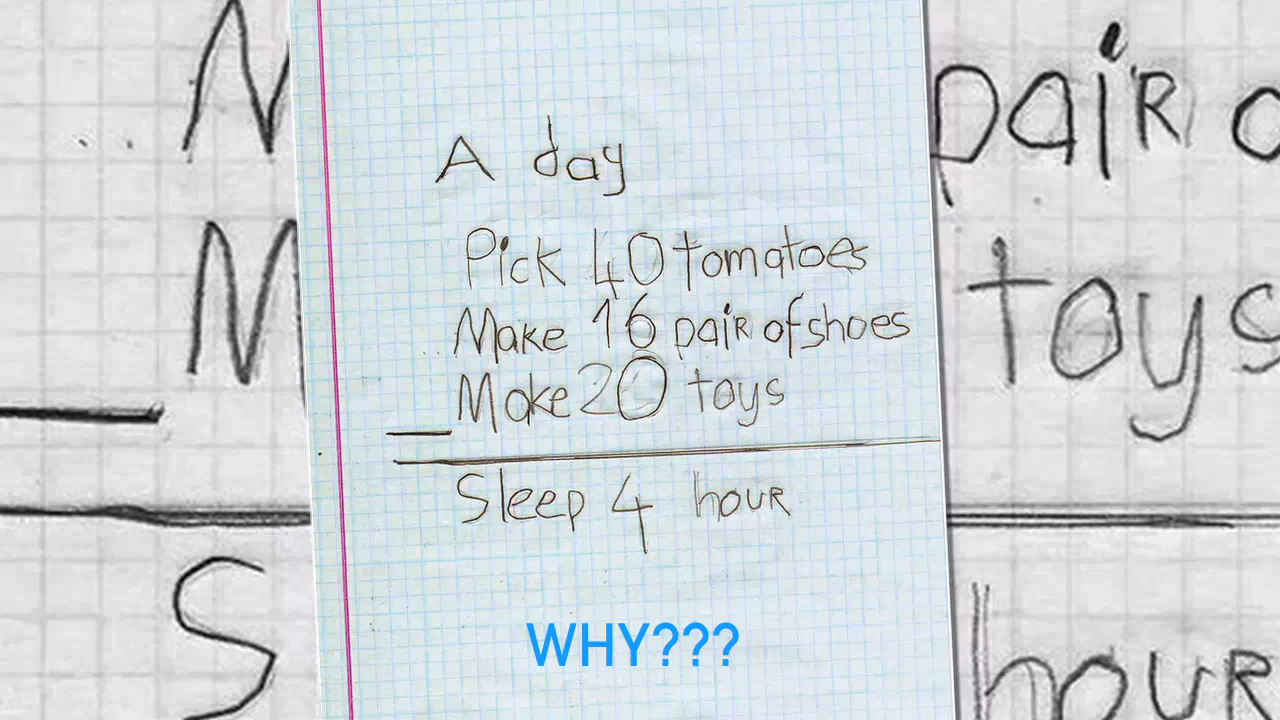 A day
Pick 40 tomatoes
Make 16 pair of shoes
Make 20 toys
Sleep 4 hour
WHY???